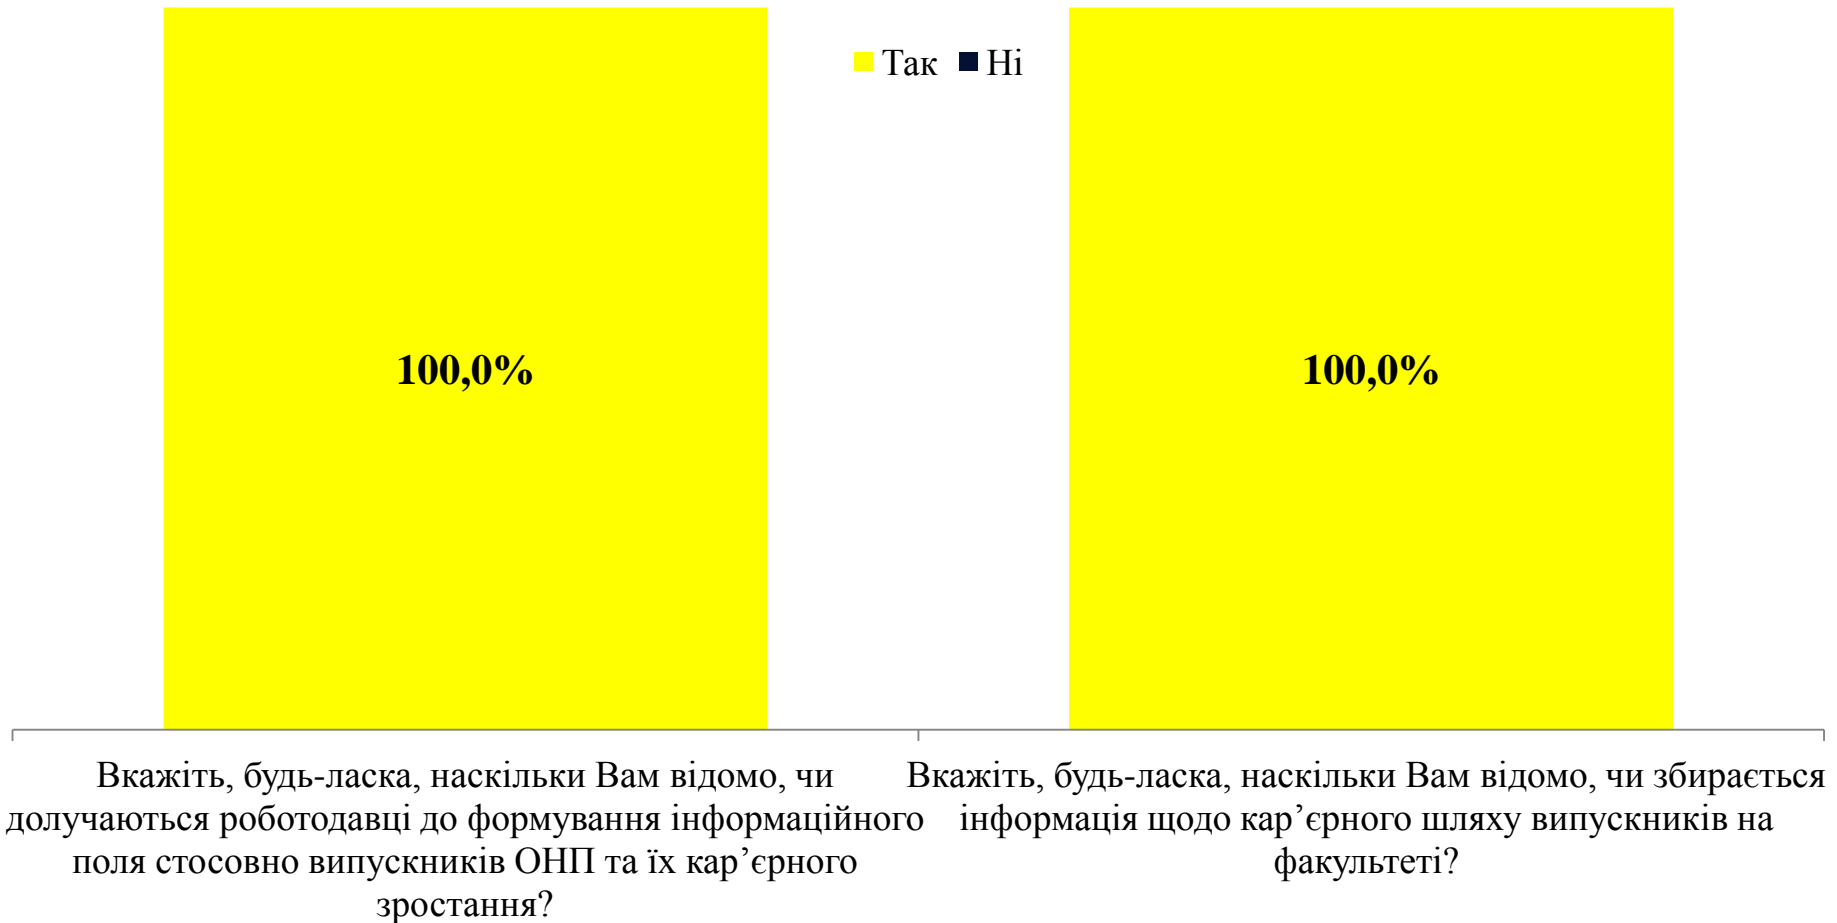 Так Ні
100,0%
100,0%
Вкажіть, будь-ласка, наскільки Вам відомо, чи
долучаються роботодавці до формування інформаційного
поля стосовно випускників ОНП та їх кар’єрного
зростання?
Вкажіть, будь-ласка, наскільки Вам відомо, чи збирається
інформація щодо кар’єрного шляху випускників на
факультеті?